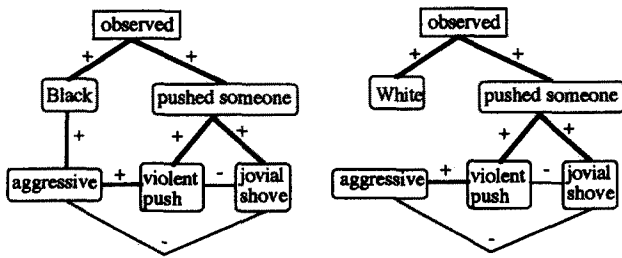 observed
+ +
Black
pushed someone
+
+ +
aggressive
+
violent
push
-
jovial
shove
-
observed
+ +
White
pushed someone
+ +
aggressive
+
violent
push
-
jovial
shove
-